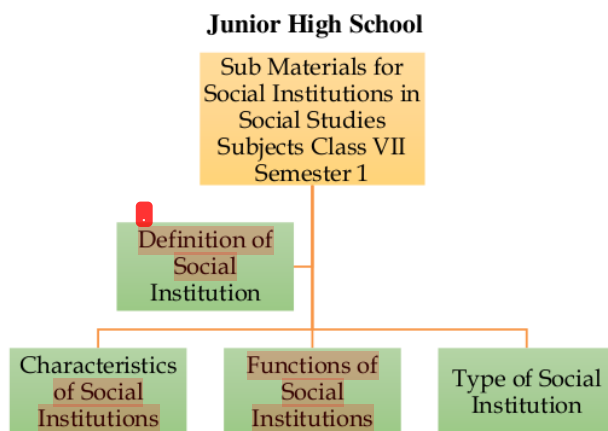 Junior High School
Sub Materials for
Social Institutions in
Social Studies
Subjects Class VII
Semester 1
Definition of
Social
Institution
Characteristics
of Social
Institutions
Functions of
Social
Institutions
Type of Social
Institution